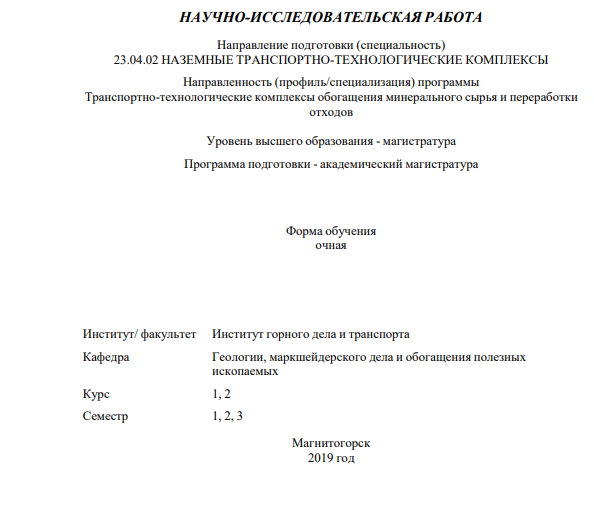 НАУЧНО-ИССЛЕДОВАТЕЛЬСКАЯ РАБОТА
Направление подготовки (специальность)
23.04.02 НАЗЕМНЫЕ ТРАНСПОРТНО-ТЕХНОЛОГИЧЕСКИЕ КОМПЛЕКСЫ
Направленность (профиль/специализация) программы
Транспортно-технологические комплексы обогащения минерального сырья и переработки
отходов
Уровень высшего образования - магистратура
Программа подготовки - академический магистратура
Форма обучения
очная
Институт/ факультет Институт горного дела и транспорта
Кафедра Геологии, маркшейдерского дела и обогащения полезных
ископаемых
Курс 1, 2
Семестр 1, 2, 3
Магнитогорск
2019 год